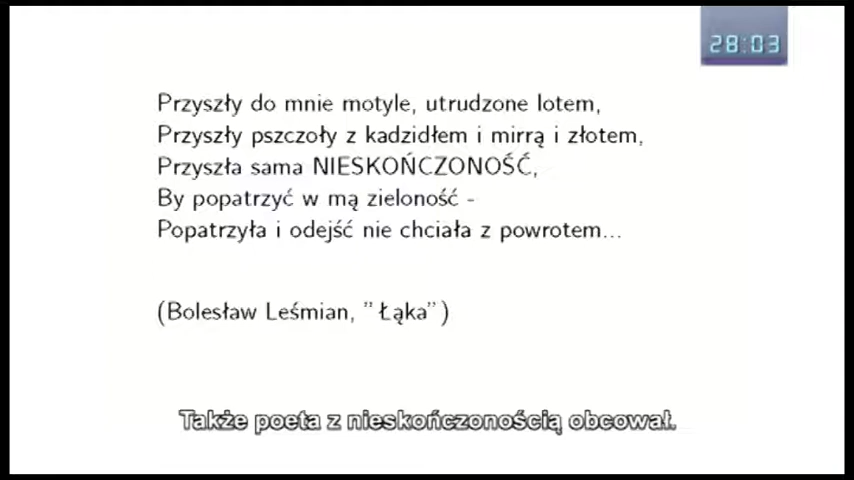 28:03
Przyszły do mnie motyle, utrudzone lotem,
Przyszły pszczoły z kadzidłem i mirrą i złotem,
Przyszła sama NIESKOŃCZONOŚĆ,
By popatrzyć w mą zieloność -
Popatrzyła i odejść nie chciała z powrotem...
(Bolesław Leśmian, "Łąka")
Także poeta z nieskończonością obcował.